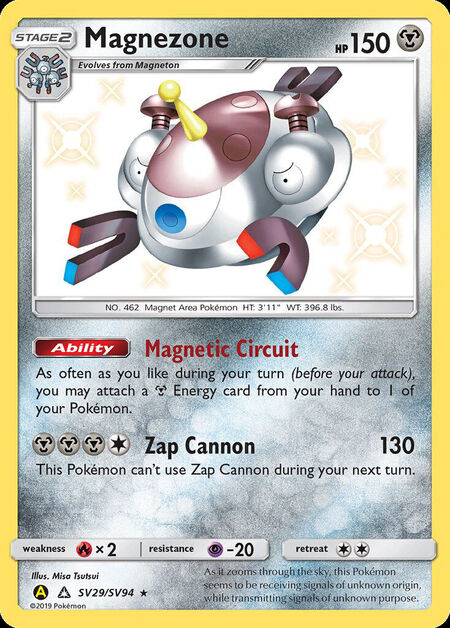 STAGE 2 Magnezone HP 150
Evolves from Magneton
NO. 462 Magnet Area Pokémon HT: 3'11" WT: 396.8 lbs.
Ability Magnetic Circuit
As often as you like during your turn (before your attack),
you may attach a Energy card from your hand to 1 of
your Pokémon.
Zap Cannon 130
This Pokémon can't use Zap Cannon during your next turn.
weakness × 2 resistance -20 retreat
Illus. Misa Tsutsui
A SV29/SV94 ★
©2019 Pokémon
As it zooms through the sky, this Pokémon
seems to be receiving signals of unknown origin,
while transmitting signals of unknown purpose.